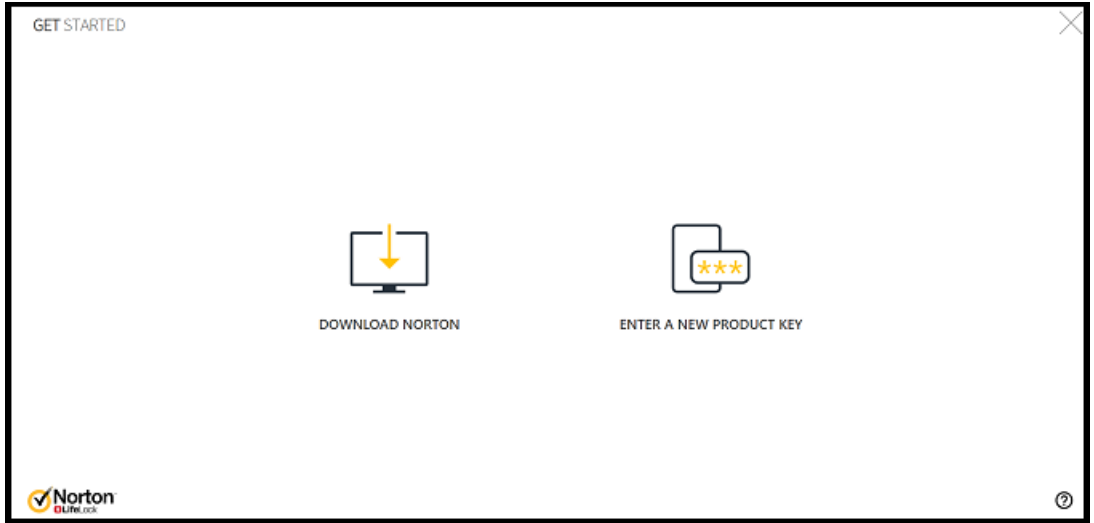 GET STARTED
***
DOWNLOAD NORTON
ENTER A NEW PRODUCT KEY
Norton
LifeLock
?